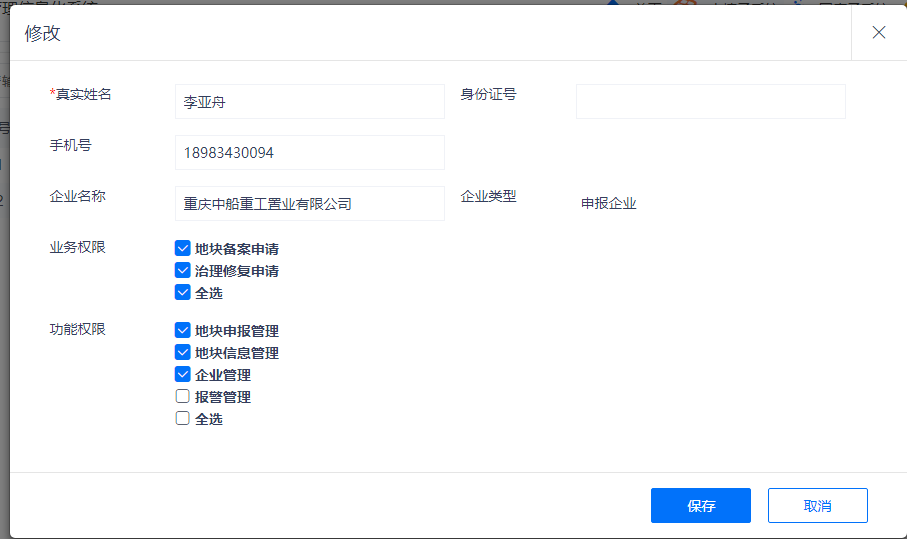 修改
*真实姓名 李亚舟 身份证号
手机号 18983430094
企业名称 重庆中船重工置业有限公司 企业类型 申报企业
业务权限 地块备案申请
治理修复申请
全选
功能权限 地块申报管理
地块信息管理
企业管理
报警管理
全选
保存 取消